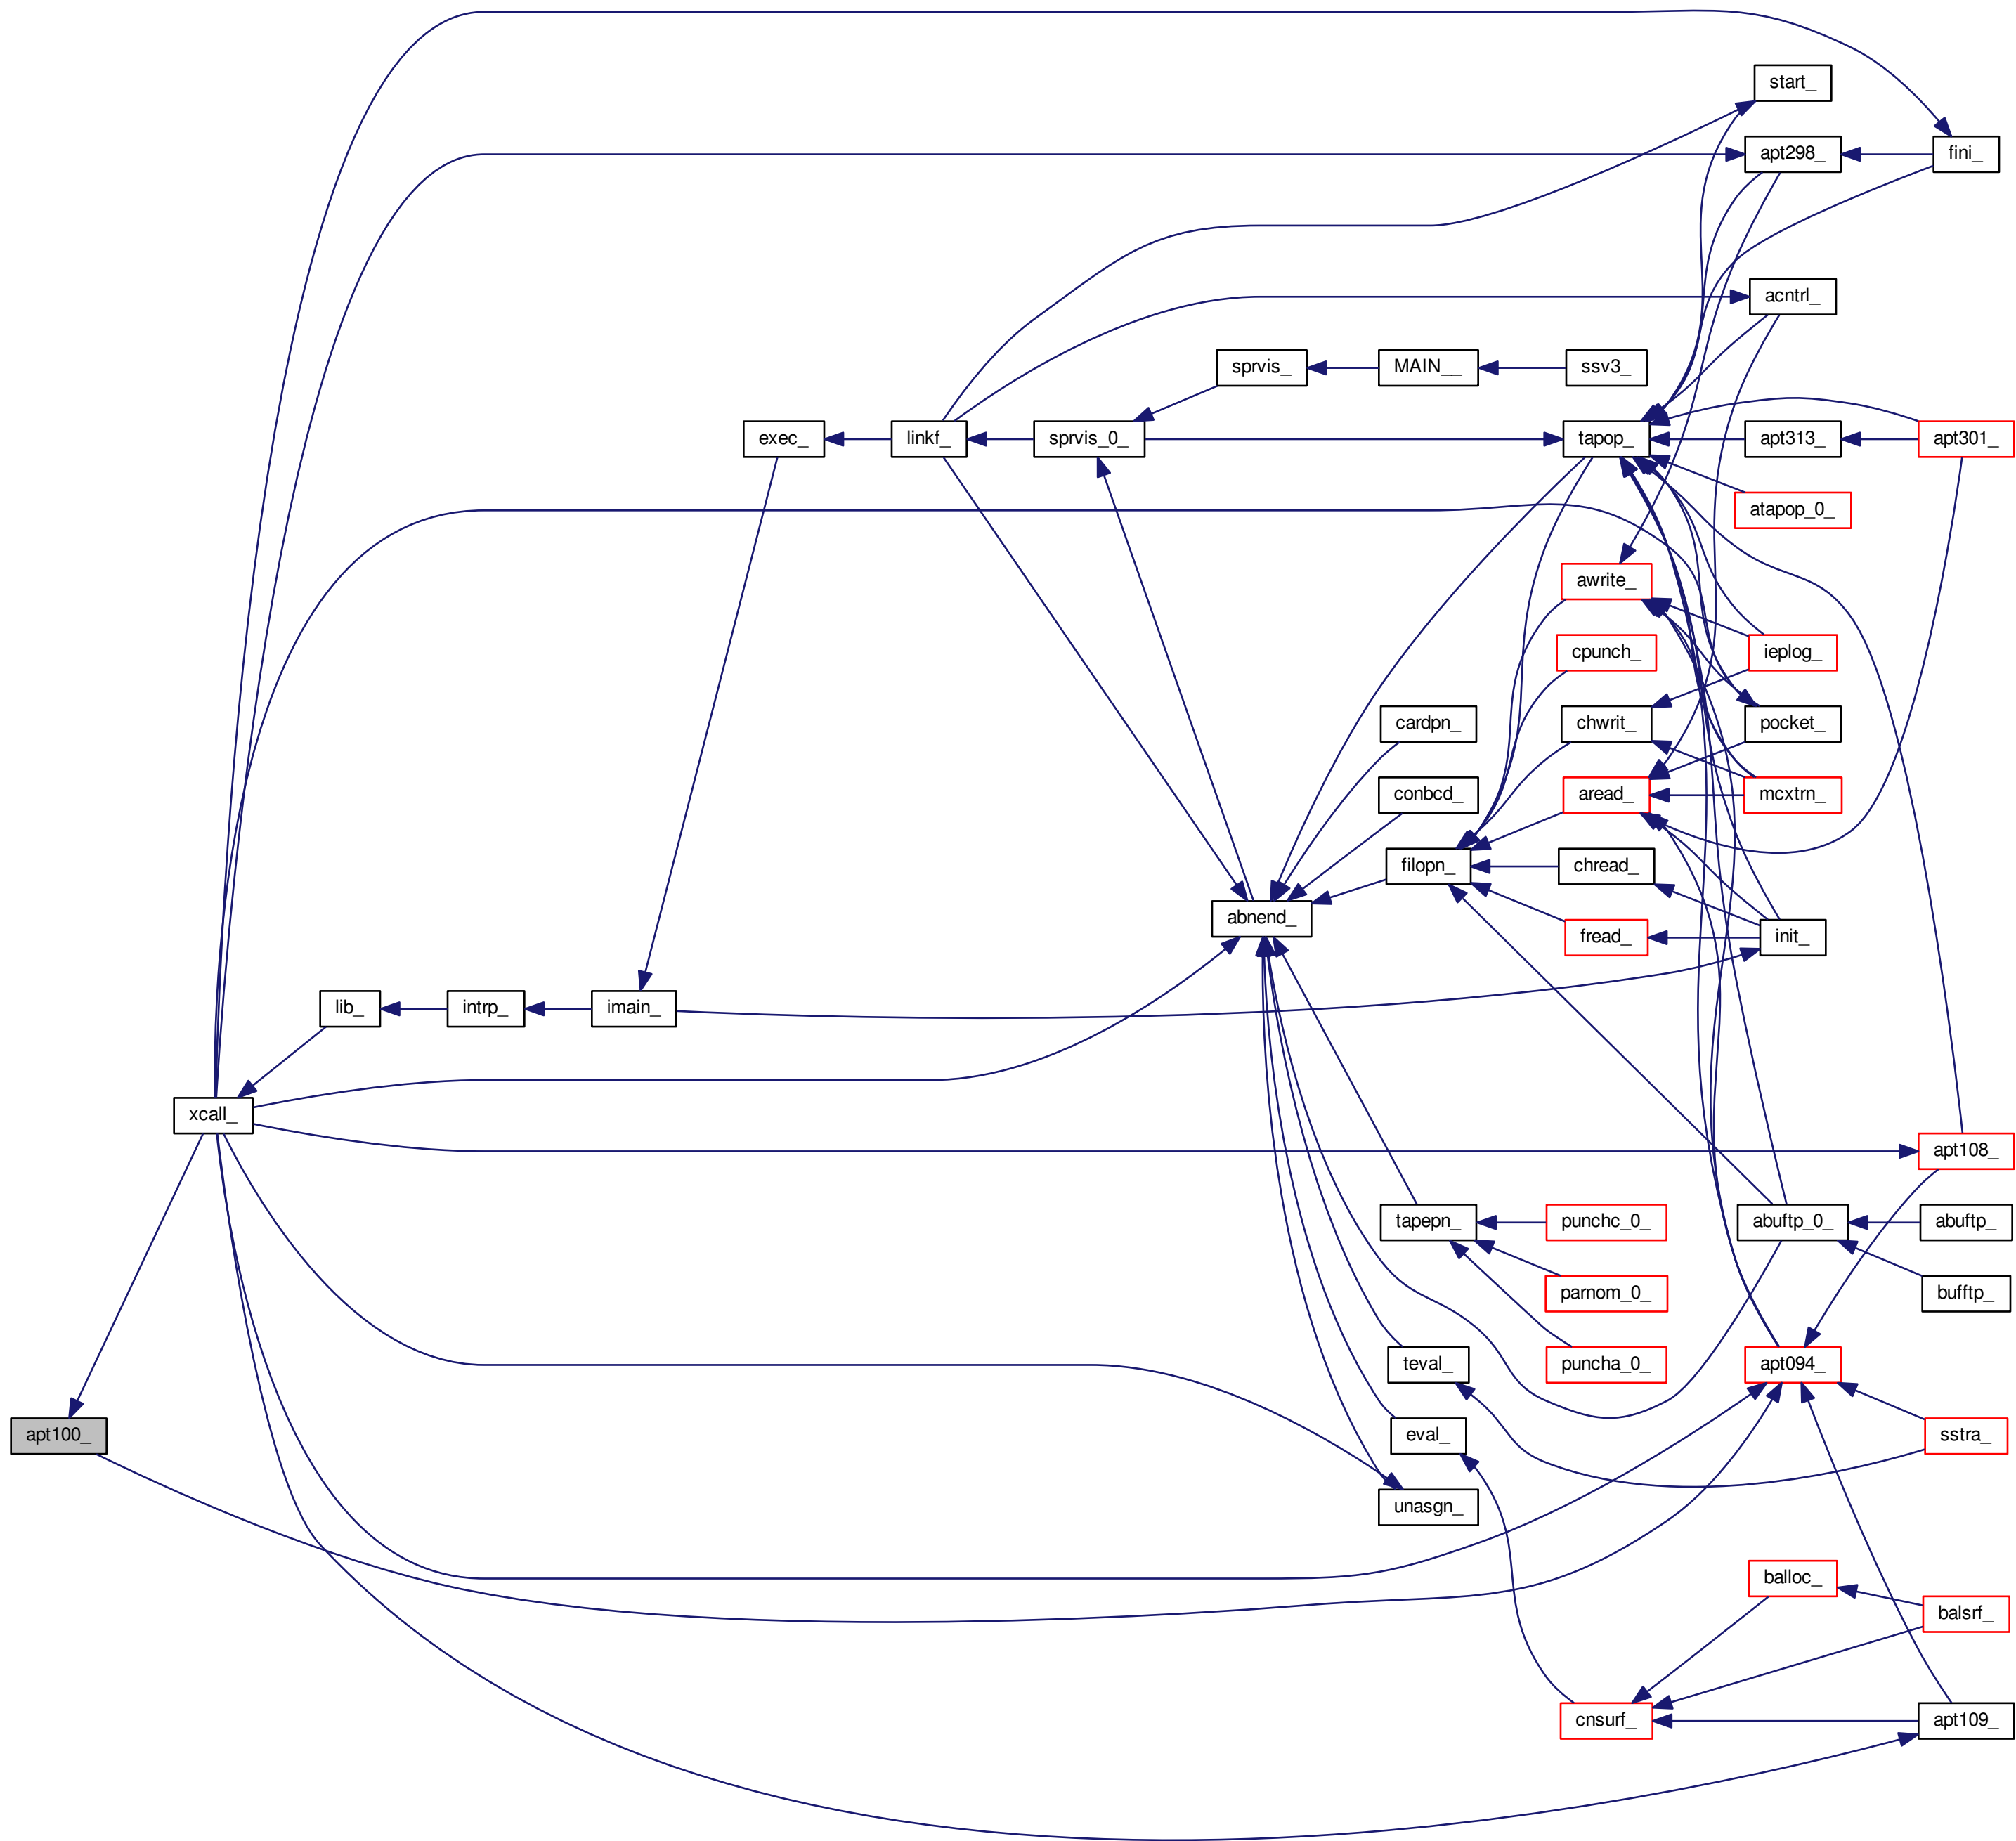 start_
apt298_
fini_
acntrl_
sprvis_
MAIN__
ssv3_
exec_
linkf_
sprvis_0_
tapop_
apt313_
apt301_
atapop_0_
awrite_
cpunch_
ieplog_
cardpn_
chwrit_
pocket_
conbcd_
aread_
mcxtrn_
filopn_
chread_
abnend_
fread_
init_
lib_
intrp_
imain_
xcall_
apt108_
tapepn_
punchc_0_
abuftp_0_
abuftp_
parnom_0_
bufftp_
teval_
puncha_0_
apt094_
apt100_
eval_
sstra_
unasgn_
balloc_
balsrf_
cnsurf_
apt109_